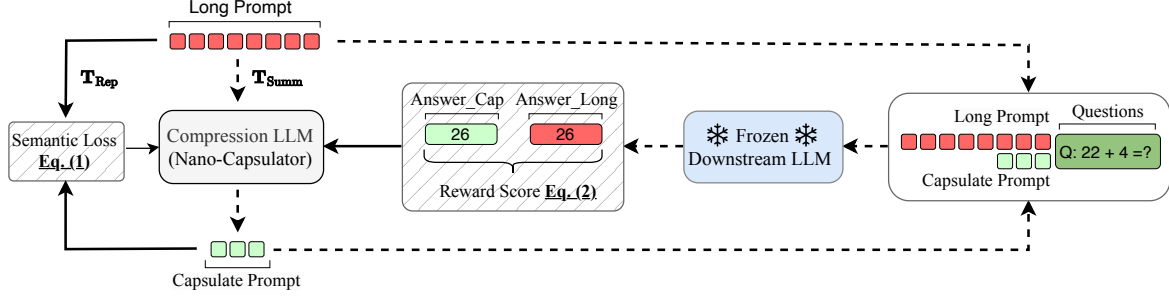 Long Prompt
T_Rep
T_Summ
Semantic Loss
Eq. (1)
Compression LLM
(Nano-Capsulator)
Capsulate Prompt
Answer_Cap
Answer_Long
26
26
Reward Score Eq. (2)
Frozen
Downstream LLM
Questions
Long Prompt
Q: 22 + 4 =?
Capsulate Prompt